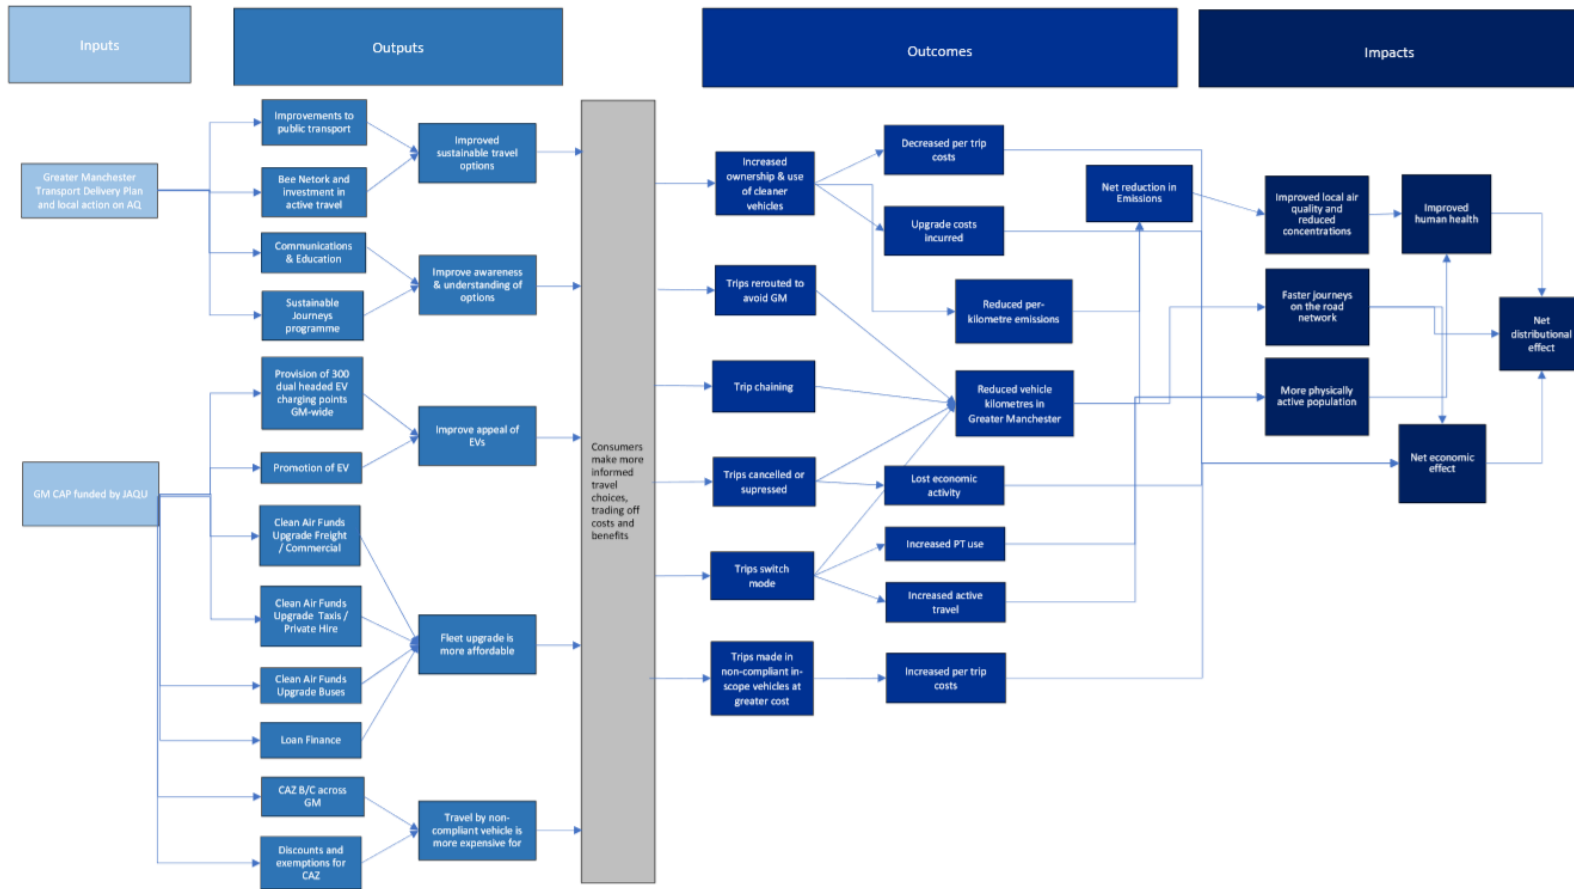 Inputs
Outputs
Outcomes
Impacts
Greater Manchester
Transport Delivery Plan
and local action on AQ
GM CAP funded by JAQU
Improvements to
public transport
Bee Netork and
investment in
active travel
Communications
& Education
Sustainable
Journeys
programme
Provision of 300
dual headed EV
charging points
GM-wide
Promotion of EV
Clean Air Funds
Upgrade Freight
/ Commercial
Clean Air Funds
Upgrade Taxis /
Private Hire
Clean Air Funds
Upgrade Buses
Loan Finance
CAZ B/C across
GM
Discounts and
exemptions for
CAZ
Improved
sustainable travel
options
Improve awareness
& understanding of
options
Improve appeal of
EVs
Fleet upgrade is
more affordable
Travel by non-
compliant vehicle is
more expensive for
Consumers
make more
informed
travel
choices,
trading off
costs and
benefits
Increased
ownership & use
of cleaner
vehicles
Trips rerouted to
avoid GM
Trip chaining
Trips cancelled or
supressed
Trips switch
mode
Trips made in
non-compliant in-
scope vehicles at
greater cost
Decreased per trip
costs
Upgrade costs
incurred
Reduced per-
kilometre emissions
Reduced vehicle
kilometres in
Greater Manchester
Lost economic
activity
Increased PT use
Increased active
travel
Increased per trip
costs
Net reduction in
Emissions
Improved local air
quality and
reduced
concentrations
Faster journeys
on the road
network
More physically
active population
Improved
human health
Net economic
effect
Net
distributional
effect